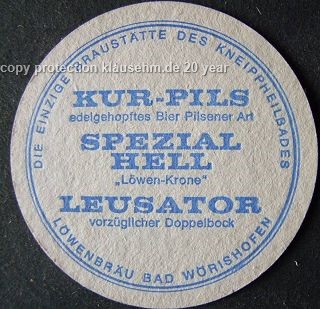 DIE EINZIGE BRAUSTÄTTE DES KNEIPPHEILBADES
copy protection klausehm.de 20 year
KUR-PILS
edelgehopftes Bier Pilsener Art
SPEZIAL
HELL
„Löwen-Krone"
LEUSATOR
vorzüglicher Doppelbock
LÖWENBRÄU BAD WÖRISHOFEN